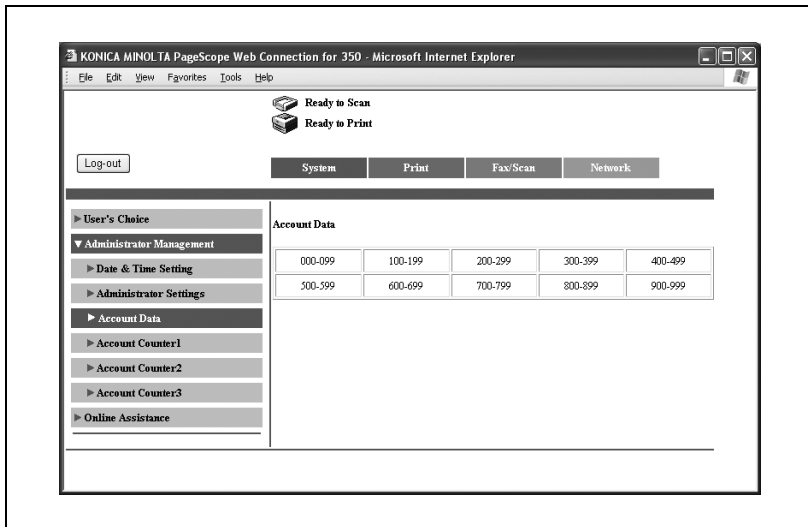 KONICA MINOLTA PageScope Web Connection for 350 - Microsoft Internet Explorer
File Edit View Favorites Tools Help
Ready to Scan
Ready to Print
Log-out
System Print Fax/Scan Network
User's Choice
Administrator Management
Date & Time Setting
Administrator Settings
Account Data
Account Counter1
Account Counter2
Account Counter3
Online Assistance
Account Data
000-099 100-199 200-299 300-399 400-499
500-599 600-699 700-799 800-899 900-999